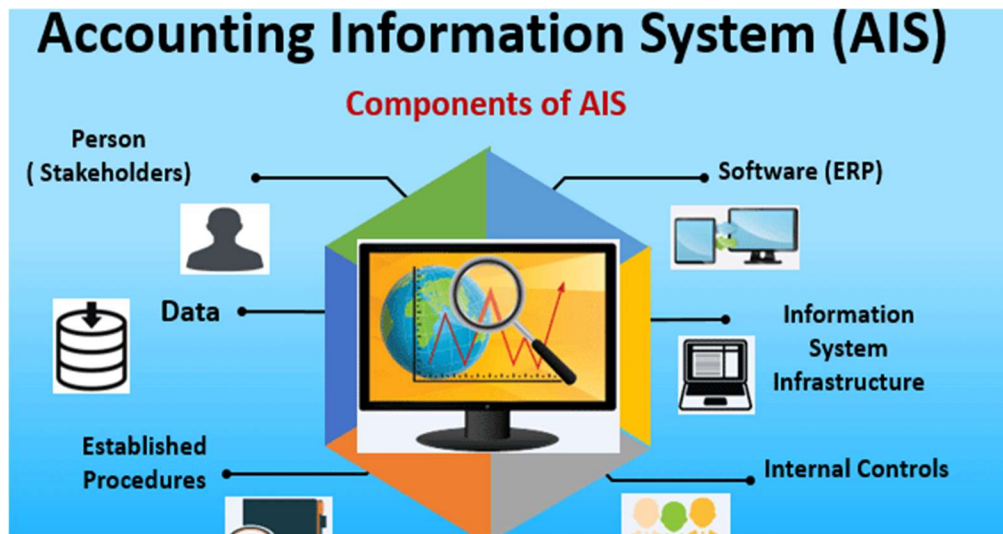 Accounting Information System (AIS)
Components of AIS
Person
( Stakeholders)
Software (ERP)
Data
Information
System
Infrastructure
Established
Procedures
Internal Controls